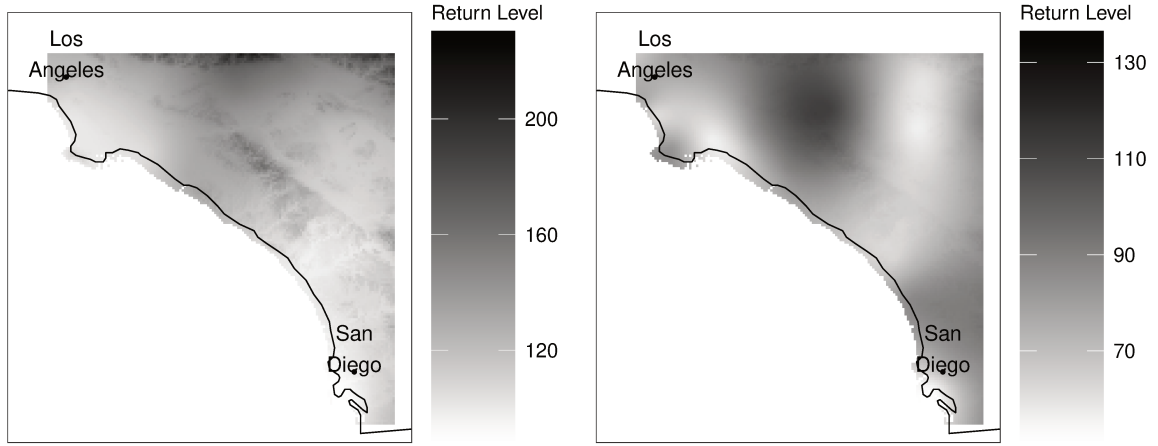 Return Level
Los
Angeles
200
160
120
San
Diego
Return Level
Los
Angeles
130
110
90
70
San
Diego